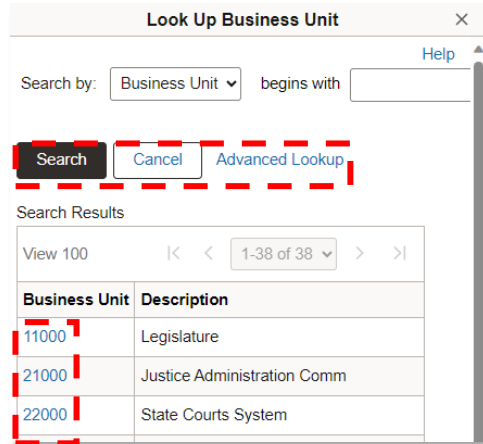 Look Up Business Unit ×
Help
Search by: Business Unit begins with
Search Cancel Advanced Lookup
Search Results
View 100 |< < 1-38 of 38 > >|
Business Unit Description
11000 Legislature
21000 Justice Administration Comm
22000 State Courts System